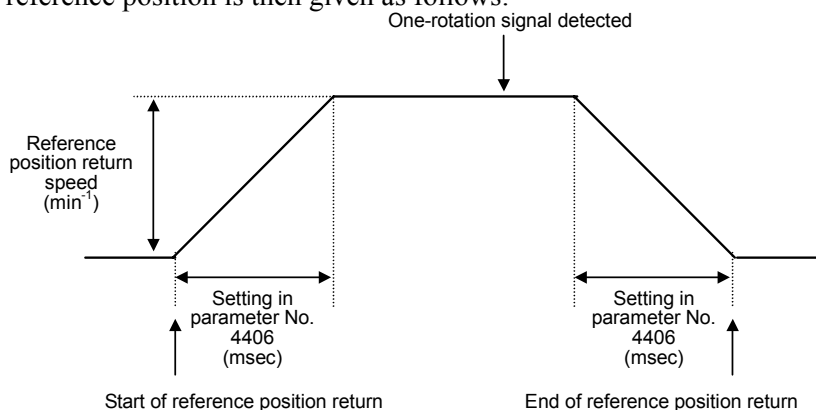 reference position is then given as follows:
One-rotation signal detected
Reference
position return
speed
(min⁻¹)
Setting in
parameter No.
4406
(msec)
Setting in
parameter No.
4406
(msec)
Start of reference position return
End of reference position return